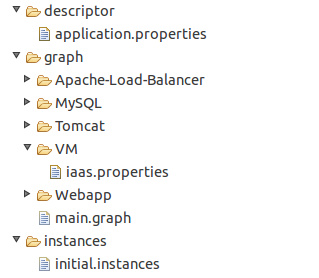 descriptor
application.properties
graph
Apache-Load-Balancer
MySQL
Tomcat
VM
iaas.properties
Webapp
main.graph
instances
initial.instances